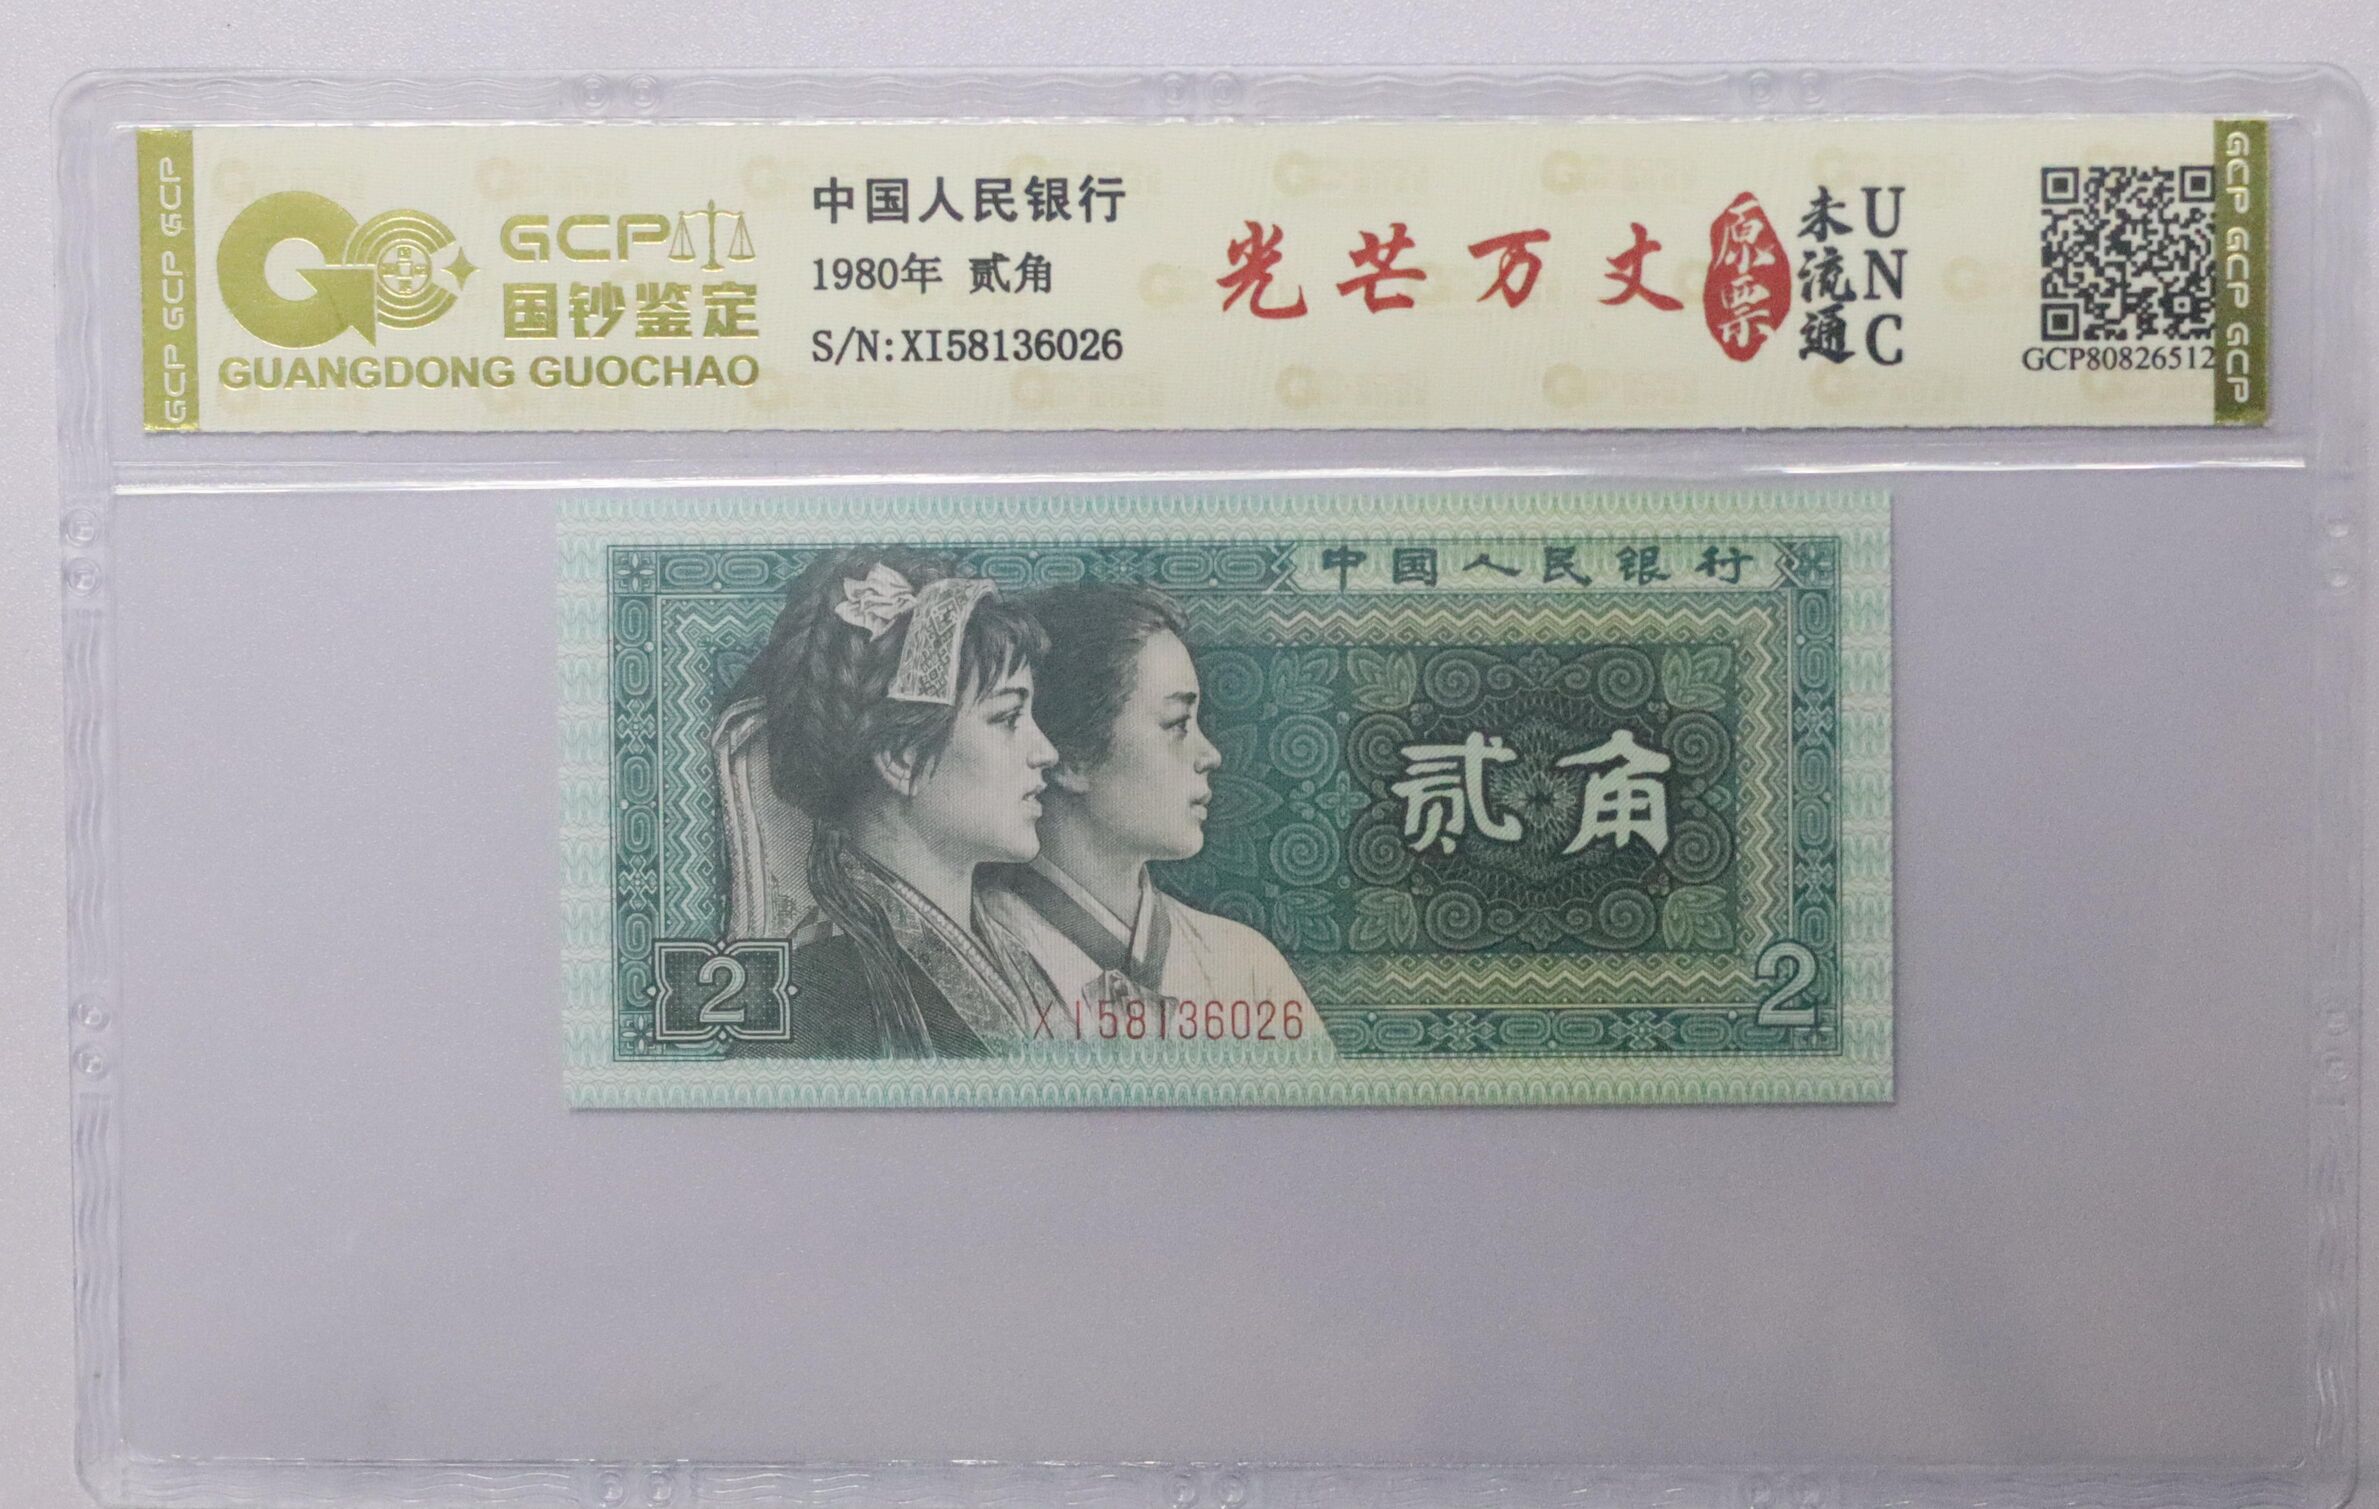 GCP GCP GCP
GCP
国钞鉴定
GUANGDONG GUOCHAO
中国人民银行
1980年 贰角
S/N:XI58136026
光芒万丈
原票
未流通
UNC
GCP80826512
GCP GCP GCP
中国人民银行
贰角
2
XI58136026
2